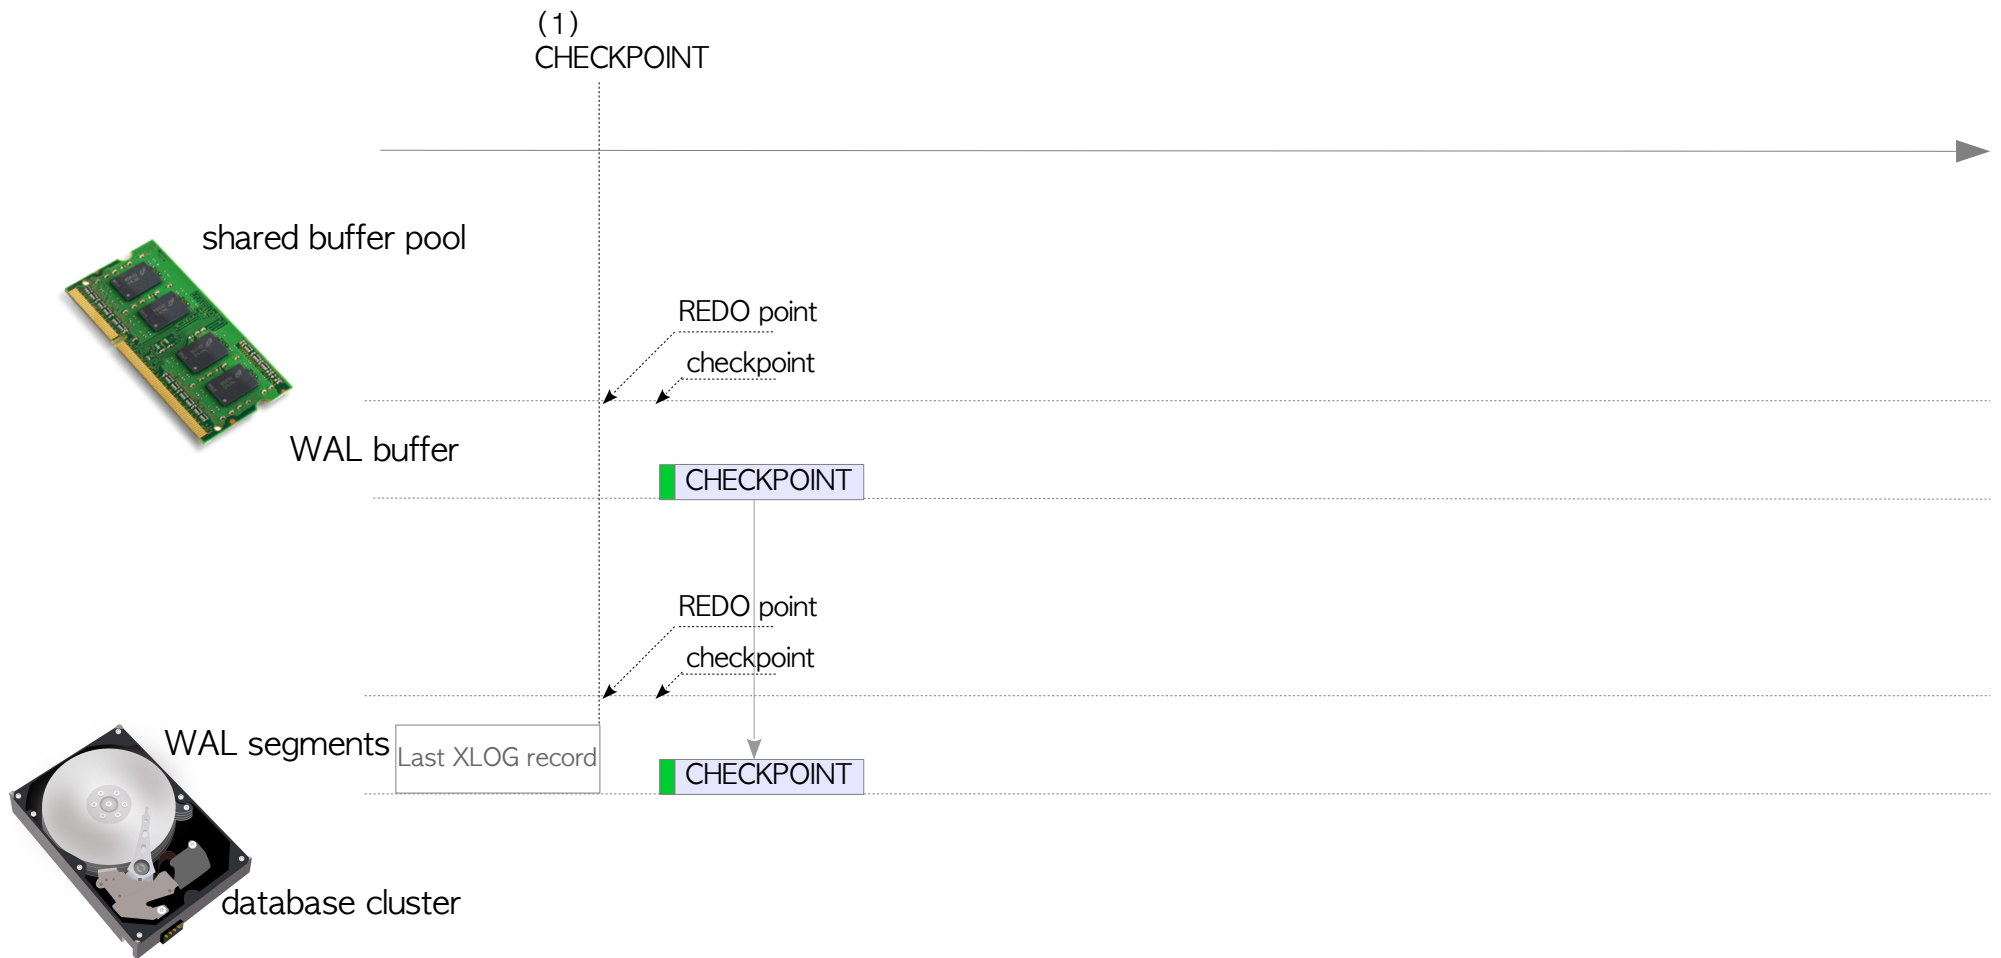 (1)
CHECKPOINT
shared buffer pool
REDO point
checkpoint
WAL buffer
CHECKPOINT
REDO point
checkpoint
WAL segments
Last XLOG record
CHECKPOINT
database cluster